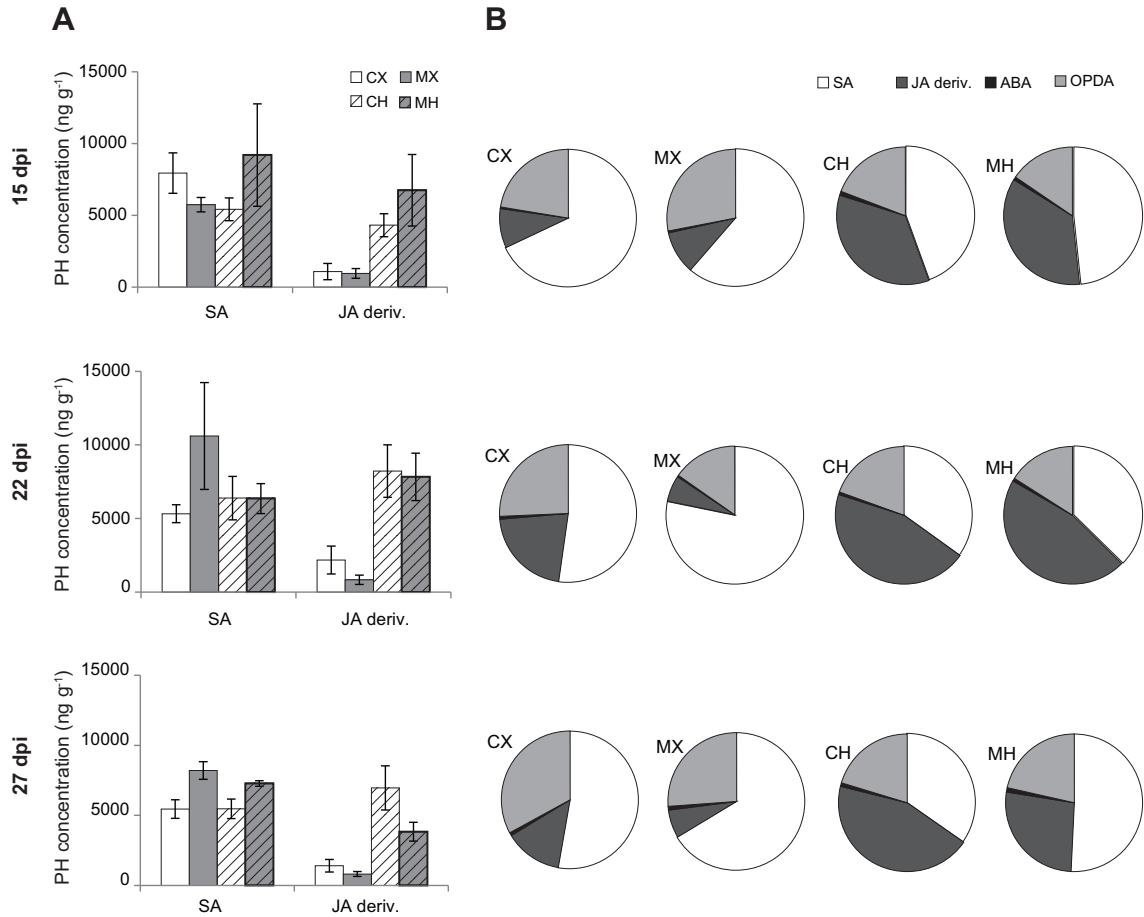 A
B
15 dpi
PH concentration (ng g-1)
15000
10000
5000
0
CX MX
CH MH
SA JA deriv.
SA JA deriv. ABA OPDA
CX MX CH MH
22 dpi
PH concentration (ng g-1)
15000
10000
5000
0
SA JA deriv.
CX MX CH MH
27 dpi
PH concentration (ng g-1)
15000
10000
5000
0
SA JA deriv.
CX MX CH MH